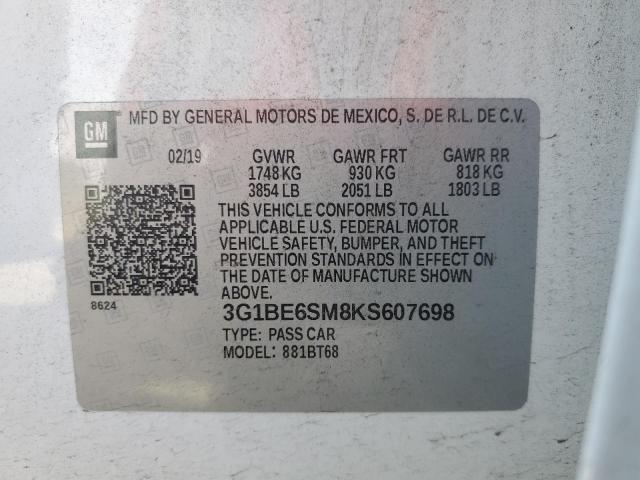 GM
MFD BY GENERAL MOTORS DE MEXICO, S. DE R.L. DE C.V.
02/19 GVWR GAWR FRT GAWR RR
1748 KG 930 KG 818 KG
3854 LB 2051 LB 1803 LB
THIS VEHICLE CONFORMS TO ALL
APPLICABLE U.S. FEDERAL MOTOR
VEHICLE SAFETY, BUMPER, AND THEFT
PREVENTION STANDARDS IN EFFECT ON
THE DATE OF MANUFACTURE SHOWN
ABOVE.
8624
3G1BE6SM8KS607698
TYPE: PASS CAR
MODEL: 881BT68